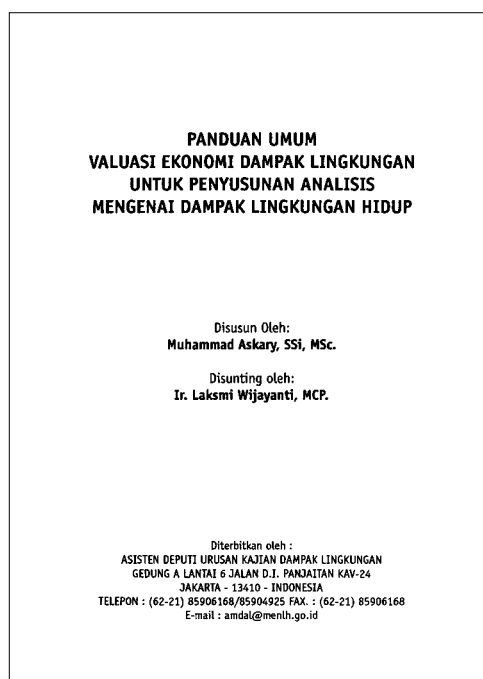 PANDUAN UMUM
VALUASI EKONOMI DAMPAK LINGKUNGAN
UNTUK PENYUSUNAN ANALISIS
MENGENAI DAMPAK LINGKUNGAN HIDUP
Disusun Oleh:
Muhammad Askary, SSi, MSc.
Disunting oleh:
Ir. Laksmi Wijayanti, MCP.
Diterbitkan oleh :
ASISTEN DEPUTI URUSAN KAJIAN DAMPAK LINGKUNGAN
GEDUNG A LANTAI 6 JALAN D.I. PANJAITAN KAV-24
JAKARTA - 13410 - INDONESIA
TELEPON : (62-21) 85906168/85904925 FAX. : (62-21) 85906168
E-mail : amdal@menlh.go.id